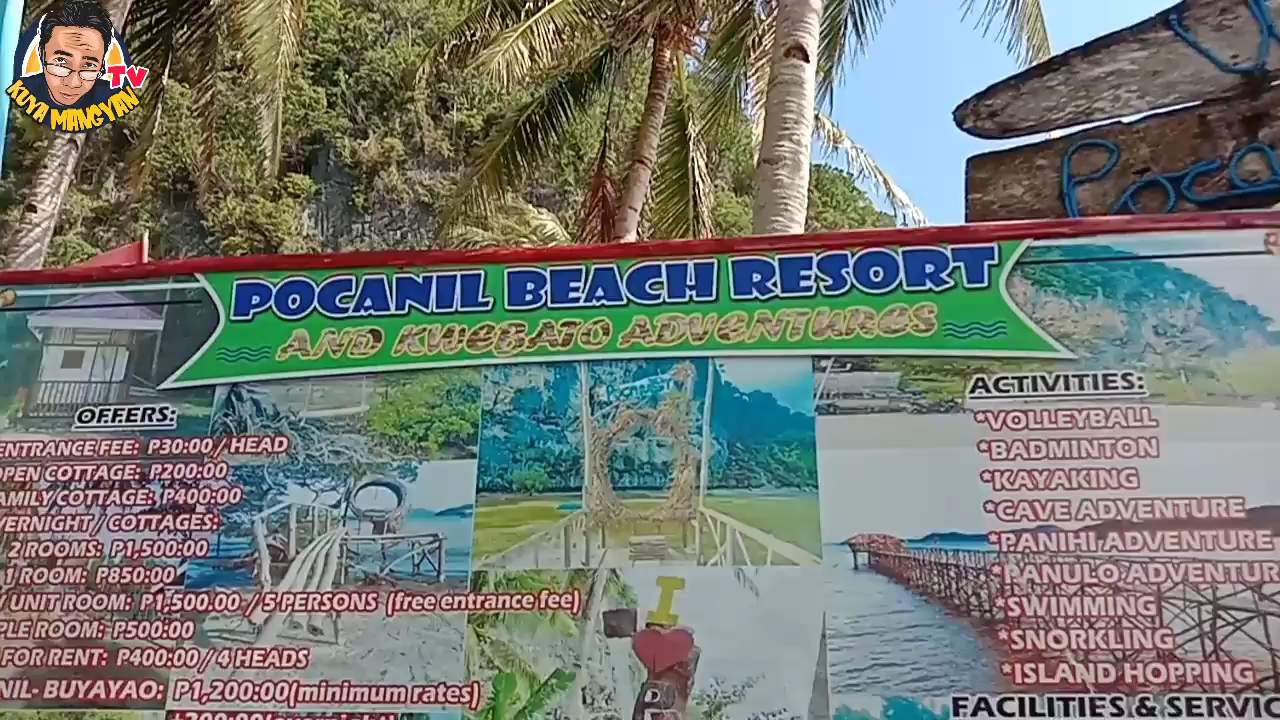 KUYA MANGYAN TV
POCANIL BEACH RESORT
AND KWEBATO ADVENTURES
OFFERS:
ENTRANCE FEE: P30:00 / HEAD
OPEN COTTAGE: P200:00
AMILY COTTAGE: P400:00
VERNIGHT / COTTAGES:
2 ROOMS: P1,500:00
1 ROOM: P850:00
UNIT ROOM: P1,500.00 / 5 PERSONS (free entrance fee)
PLE ROOM: P500:00
FOR RENT: P400:00 / 4 HEADS
NIL- BUYAYAO: P1,200:00(minimum rates)
I
ACTIVITIES:
*VOLLEYBALL
*BADMINTON
*KAYAKING
*CAVE ADVENTURE
*PANIHI ADVENTURE
*PANULO ADVENTUR
*SWIMMING
*SNORKLING
*ISLAND HOPPING
FACILITIES & SERVIC
Poca